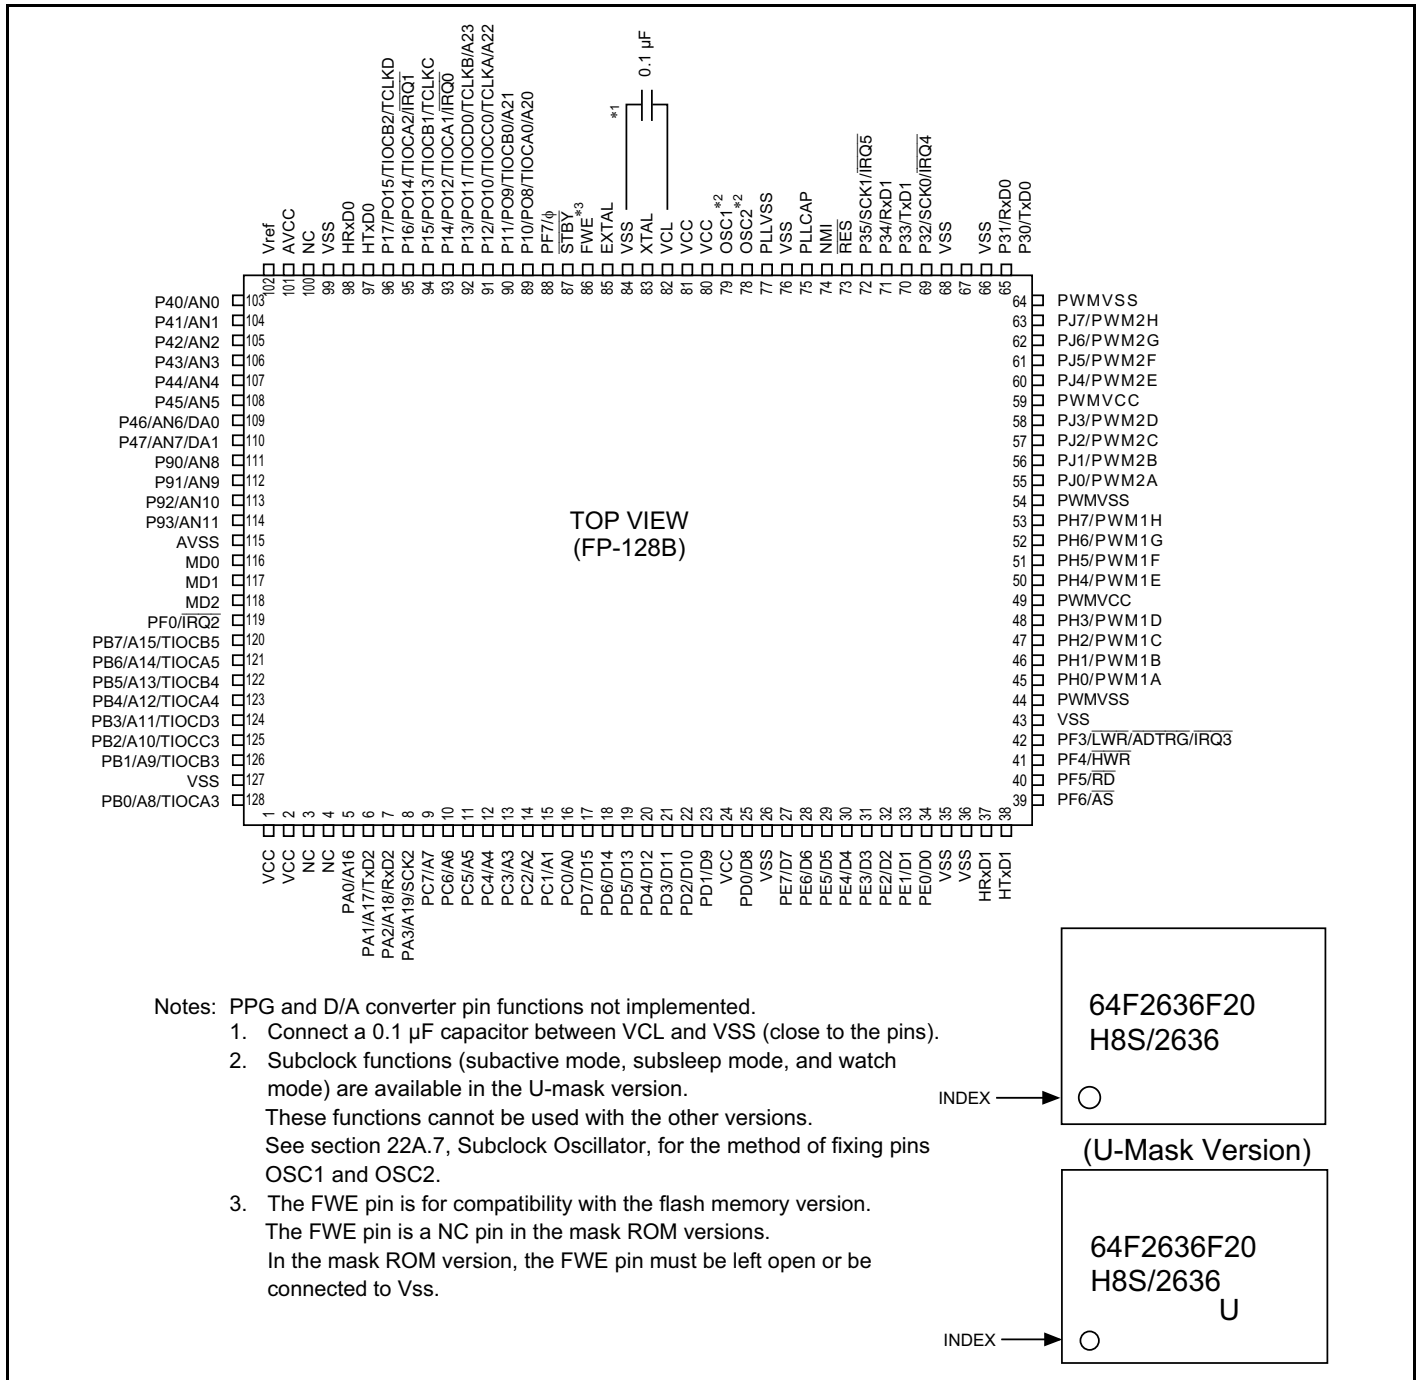 0.1 µF
*1
Vref
AVCC
NC
VSS
HRxD0
HTxD0
P17/PO15/TIOCB2/TCLKD
P16/PO14/TIOCA2/IRQ1
P15/PO13/TIOCB1/TCLKC
P14/PO12/TIOCA1/IRQ0
P13/PO11/TIOCD0/TCLKB/A23
P12/PO10/TIOCC0/TCLKA/A22
P11/PO9/TIOCB0/A21
P10/PO8/TIOCA0/A20
PF7/ϕ
STBY
FWE*3
EXTAL
VSS
XTAL
VCL
VCC
VCC
OSC1*2
OSC2*2
PLLVSS
VSS
PLLCAP
NMI
RES
P35/SCK1/IRQ5
P34/RxD1
P33/TxD1
P32/SCK0/IRQ4
VSS
VSS
P31/RxD0
P30/TxD0
102
101
100
99
98
97
96
95
94
93
92
91
90
89
88
87
86
85
84
83
82
81
80
79
78
77
76
75
74
73
72
71
70
69
68
67
66
65
P40/AN0 103
P41/AN1 104
P42/AN2 105
P43/AN3 106
P44/AN4 107
P45/AN5 108
P46/AN6/DA0 109
P47/AN7/DA1 110
P90/AN8 111
P91/AN9 112
P92/AN10 113
P93/AN11 114
AVSS 115
MD0 116
MD1 117
MD2 118
PF0/IRQ2 119
PB7/A15/TIOCB5 120
PB6/A14/TIOCA5 121
PB5/A13/TIOCB4 122
PB4/A12/TIOCA4 123
PB3/A11/TIOCD3 124
PB2/A10/TIOCC3 125
PB1/A9/TIOCB3 126
VSS 127
PB0/A8/TIOCA3 128
TOP VIEW
(FP-128B)
64 PWMVSS
63 PJ7/PWM2H
62 PJ6/PWM2G
61 PJ5/PWM2F
60 PJ4/PWM2E
59 PWMVCC
58 PJ3/PWM2D
57 PJ2/PWM2C
56 PJ1/PWM2B
55 PJ0/PWM2A
54 PWMVSS
53 PH7/PWM1H
52 PH6/PWM1G
51 PH5/PWM1F
50 PH4/PWM1E
49 PWMVCC
48 PH3/PWM1D
47 PH2/PWM1C
46 PH1/PWM1B
45 PH0/PWM1A
44 PWMVSS
43 VSS
42 PF3/LWR/ADTRG/IRQ3
41 PF4/HWR
40 PF5/RD
39 PF6/AS
1
2
3
4
5
6
7
8
9
10
11
12
13
14
15
16
17
18
19
20
21
22
23
24
25
26
27
28
29
30
31
32
33
34
35
36
37
38
VCC
VCC
NC
NC
PA0/A16
PA1/A17/TxD2
PA2/A18/RxD2
PA3/A19/SCK2
PC7/A7
PC6/A6
PC5/A5
PC4/A4
PC3/A3
PC2/A2
PC1/A1
PC0/A0
PD7/D15
PD6/D14
PD5/D13
PD4/D12
PD3/D11
PD2/D10
PD1/D9
VCC
PD0/D8
VSS
PE7/D7
PE6/D6
PE5/D5
PE4/D4
PE3/D3
PE2/D2
PE1/D1
PE0/D0
VSS
VSS
HRxD1
HTxD1
Notes: PPG and D/A converter pin functions not implemented.
1. Connect a 0.1 µF capacitor between VCL and VSS (close to the pins).
2. Subclock functions (subactive mode, subsleep mode, and watch
mode) are available in the U-mask version.
These functions cannot be used with the other versions.
See section 22A.7, Subclock Oscillator, for the method of fixing pins
OSC1 and OSC2.
3. The FWE pin is for compatibility with the flash memory version.
The FWE pin is a NC pin in the mask ROM versions.
In the mask ROM version, the FWE pin must be left open or be
connected to Vss.
64F2636F20
H8S/2636
INDEX
(U-Mask Version)
64F2636F20
H8S/2636
U
INDEX